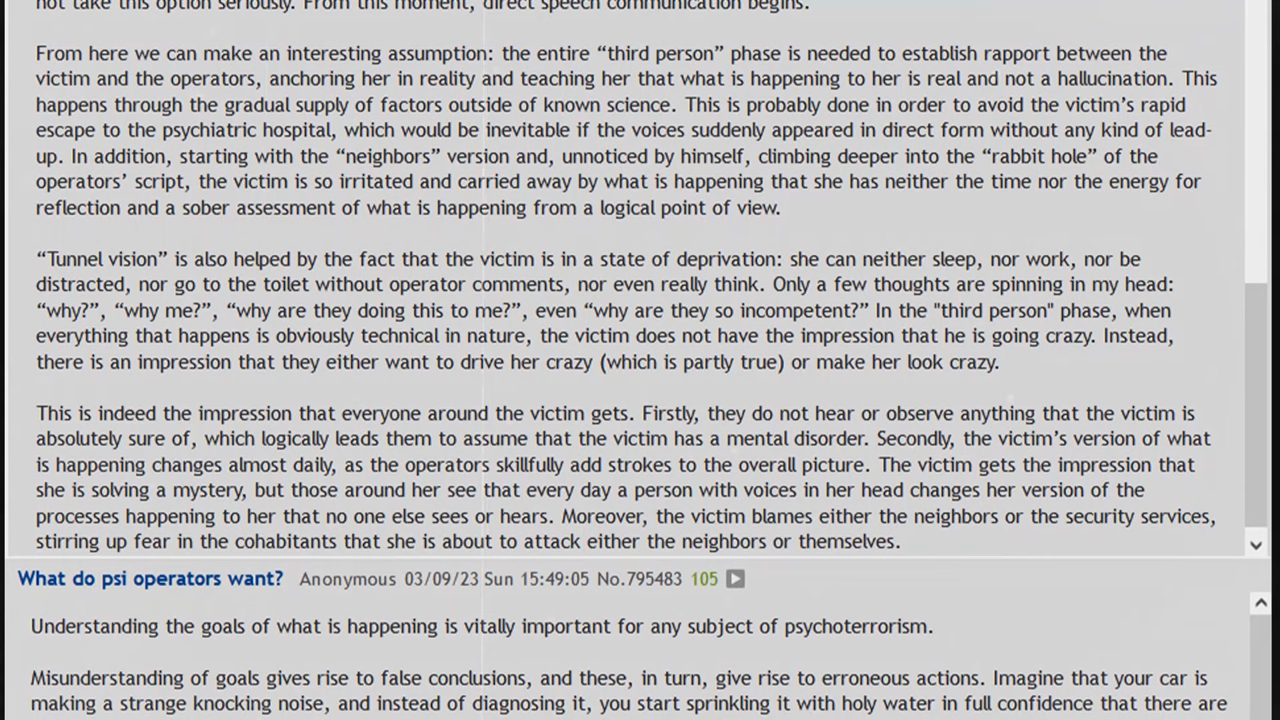 not take this option seriously. From this moment, direct speech communication begins.
From here we can make an interesting assumption: the entire “third person” phase is needed to establish rapport between the
victim and the operators, anchoring her in reality and teaching her that what is happening to her is real and not a hallucination. This
happens through the gradual supply of factors outside of known science. This is probably done in order to avoid the victim’s rapid
escape to the psychiatric hospital, which would be inevitable if the voices suddenly appeared in direct form without any kind of lead-
up. In addition, starting with the “neighbors” version and, unnoticed by himself, climbing deeper into the “rabbit hole” of the
operators’ script, the victim is so irritated and carried away by what is happening that she has neither the time nor the energy for
reflection and a sober assessment of what is happening from a logical point of view.
“Tunnel vision” is also helped by the fact that the victim is in a state of deprivation: she can neither sleep, nor work, nor be
distracted, nor go to the toilet without operator comments, nor even really think. Only a few thoughts are spinning in my head:
“why?”, “why me?”, “why are they doing this to me?”, even “why are they so incompetent?” In the "third person" phase, when
everything that happens is obviously technical in nature, the victim does not have the impression that he is going crazy. Instead,
there is an impression that they either want to drive her crazy (which is partly true) or make her look crazy.
This is indeed the impression that everyone around the victim gets. Firstly, they do not hear or observe anything that the victim is
absolutely sure of, which logically leads them to assume that the victim has a mental disorder. Secondly, the victim’s version of what
is happening changes almost daily, as the operators skillfully add strokes to the overall picture. The victim gets the impression that
she is solving a mystery, but those around her see that every day a person with voices in her head changes her version of the
processes happening to her that no one else sees or hears. Moreover, the victim blames either the neighbors or the security services,
stirring up fear in the cohabitants that she is about to attack either the neighbors or themselves.
What do psi operators want? Anonymous 03/09/23 Sun 15:49:05 No.795483 105
Understanding the goals of what is happening is vitally important for any subject of psychoterrorism.
Misunderstanding of goals gives rise to false conclusions, and these, in turn, give rise to erroneous actions. Imagine that your car is
making a strange knocking noise, and instead of diagnosing it, you start sprinkling it with holy water in full confidence that there are